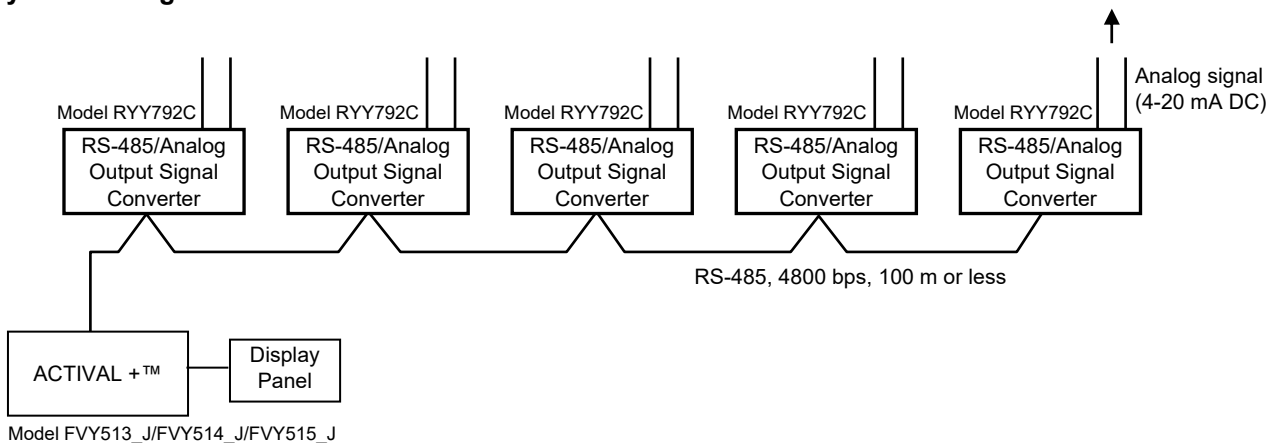 Model RYY792C
RS-485/Analog
Output Signal
Converter
Model RYY792C
RS-485/Analog
Output Signal
Converter
Model RYY792C
RS-485/Analog
Output Signal
Converter
Model RYY792C
RS-485/Analog
Output Signal
Converter
Model RYY792C
RS-485/Analog
Output Signal
Converter
Analog signal
(4-20 mA DC)
RS-485, 4800 bps, 100 m or less
ACTIVAL +™
Display
Panel
Model FVY513_J/FVY514_J/FVY515_J